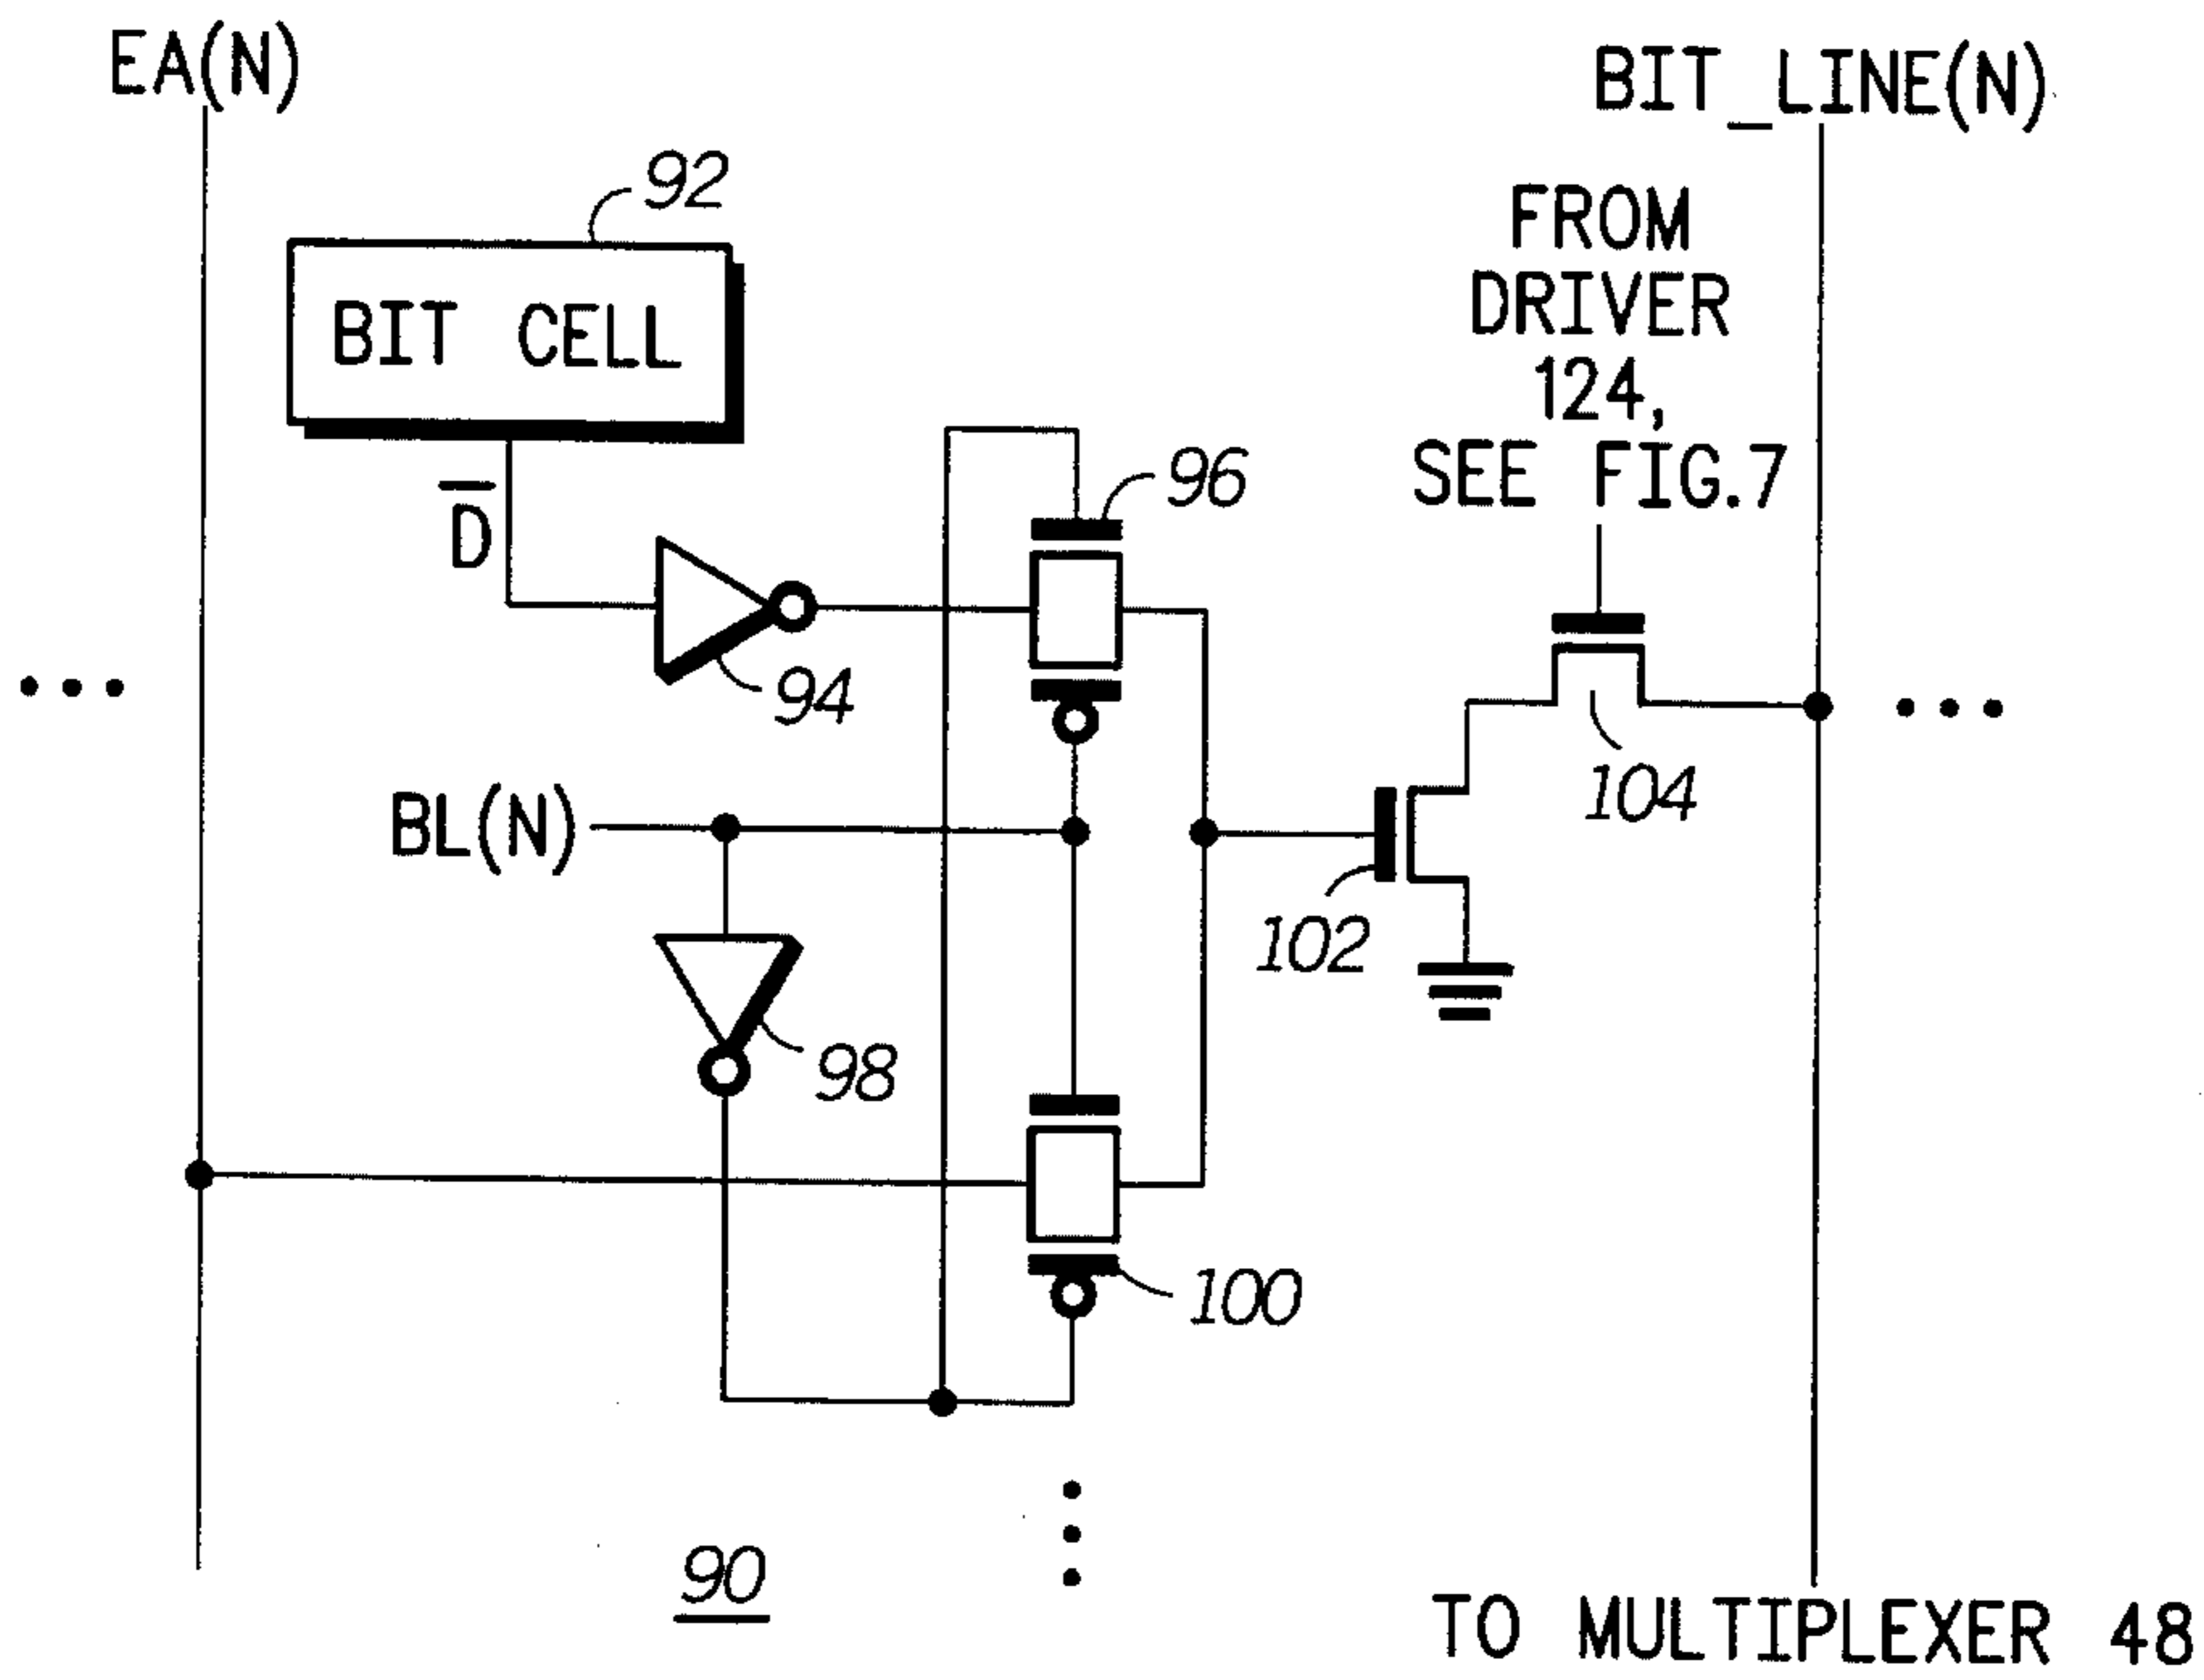 EA(N)
BIT_LINE(N)
92
FROM
DRIVER
124,
SEE FIG.7
BIT CELL
D̅
96
94
104
BL(N)
102
98
100
90
TO MULTIPLEXER 48